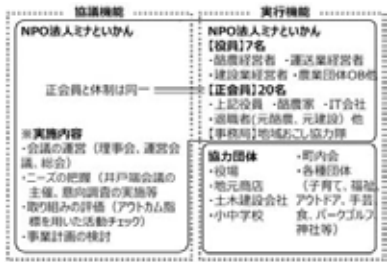 協議機能
NPO法人ミナといかん
正会員と体制は同一
※実施内容
・会議の運営（理事会、運営会
議、総会）
・ニーズの把握（井戸端会議の
主催、意向調査の実施等
・取り組みの評価（アウトカム指
標を用いた活動チェック）
・事業計画の検討
実行機能
NPO法人ミナといかん
【役員】7名
・酪農経営者 ・運送業経営者
・建設業経営者 ・農業団体OB他
【正会員】20名
・上記役員 ・酪農家 ・IT会社
・退職者(元酪農、元建設) 他
【事務局】地域おこし協力隊
協力団体
・役場
・地元商店
・土木建設会社
・小中学校
・町内会
・各種団体
（子育て、福祉、
アウトドア、手芸、
食、パークゴルフ、
神社等）